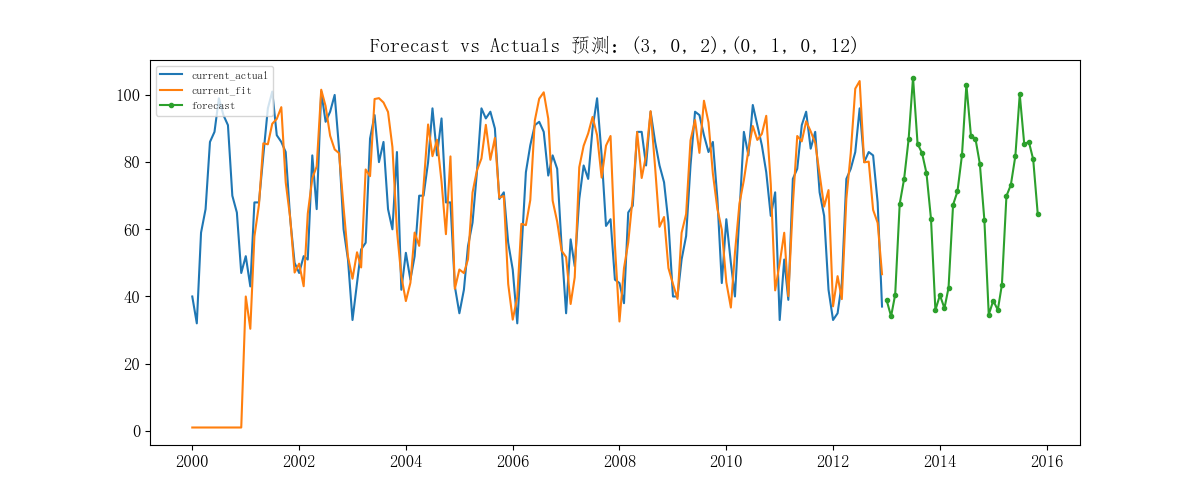 Forecast vs Actuals 预测: (3, 0, 2),(0, 1, 0, 12)
current_actual
current_fit
forecast
100
80
60
40
20
0
2000 2002 2004 2006 2008 2010 2012 2014 2016